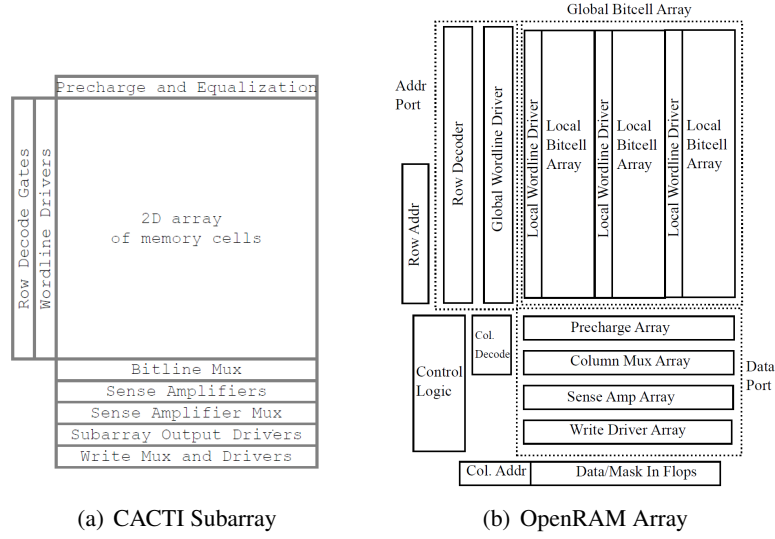 Precharge and Equalization
Row Decode Gates
Wordline Drivers
2D array
of memory cells
Bitline Mux
Sense Amplifiers
Sense Amplifier Mux
Subarray Output Drivers
Write Mux and Drivers
(a) CACTI Subarray
Global Bitcell Array
Addr
Port
Row Addr
Row Decoder
Global Wordline Driver
Local Wordline Driver
Local
Bitcell
Array
Local Wordline Driver
Local
Bitcell
Array
Local Wordline Driver
Local
Bitcell
Array
Control
Logic
Col.
Decode
Precharge Array
Column Mux Array
Sense Amp Array
Write Driver Array
Data
Port
Col. Addr
Data/Mask In Flops
(b) OpenRAM Array